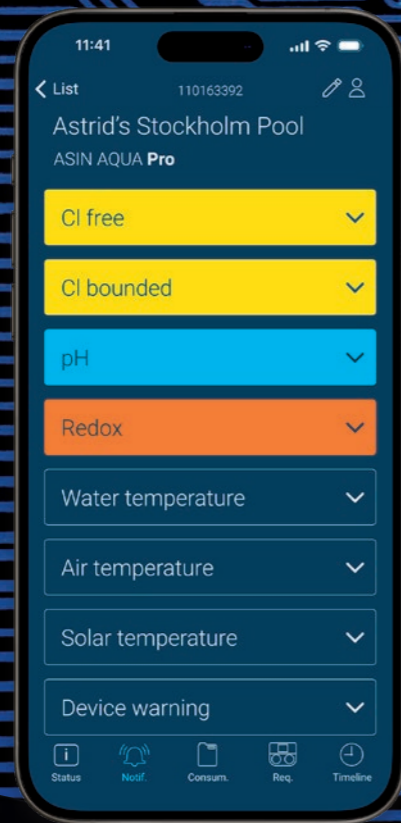 11:41
List
110163392
Astrid's Stockholm Pool
ASIN AQUA Pro
Cl free
Cl bounded
pH
Redox
Water temperature
Air temperature
Solar temperature
Device warning
i
Status
Notif.
Consum.
Req.
Timeline